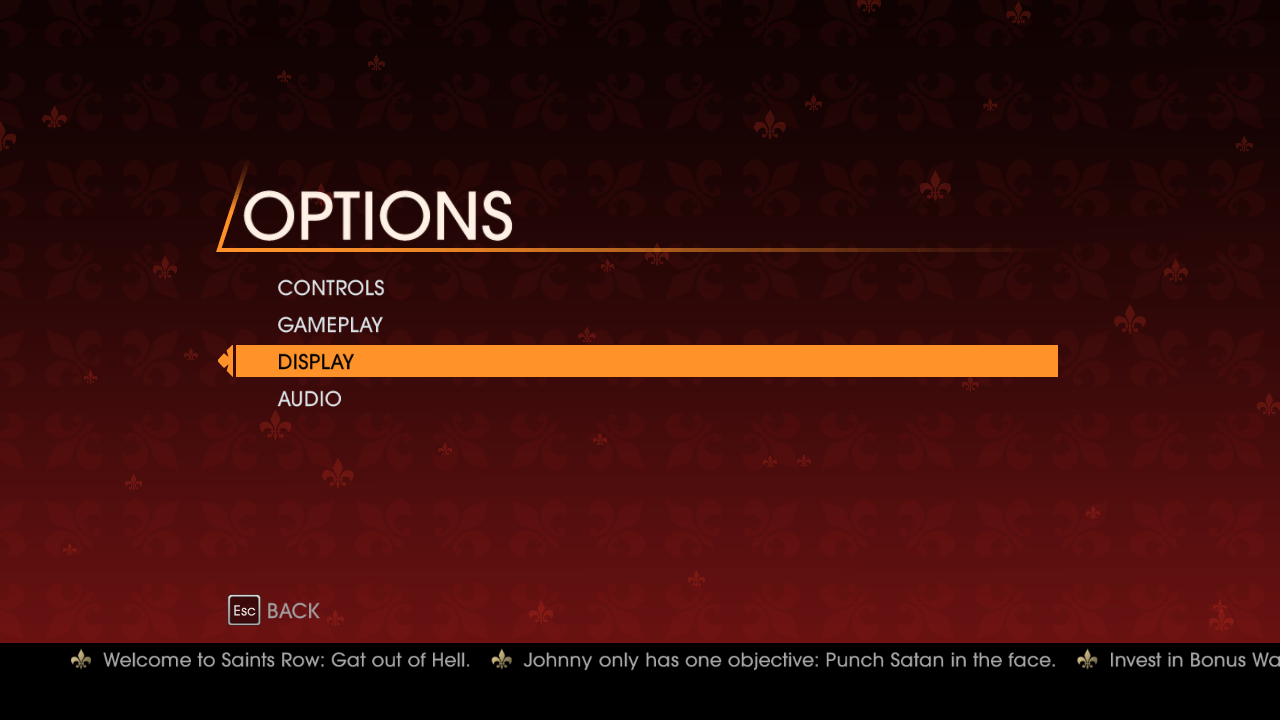 OPTIONS
CONTROLS
GAMEPLAY
DISPLAY
AUDIO
Esc BACK
Welcome to Saints Row: Gat out of Hell. Johnny only has one objective: Punch Satan in the face. Invest in Bonus